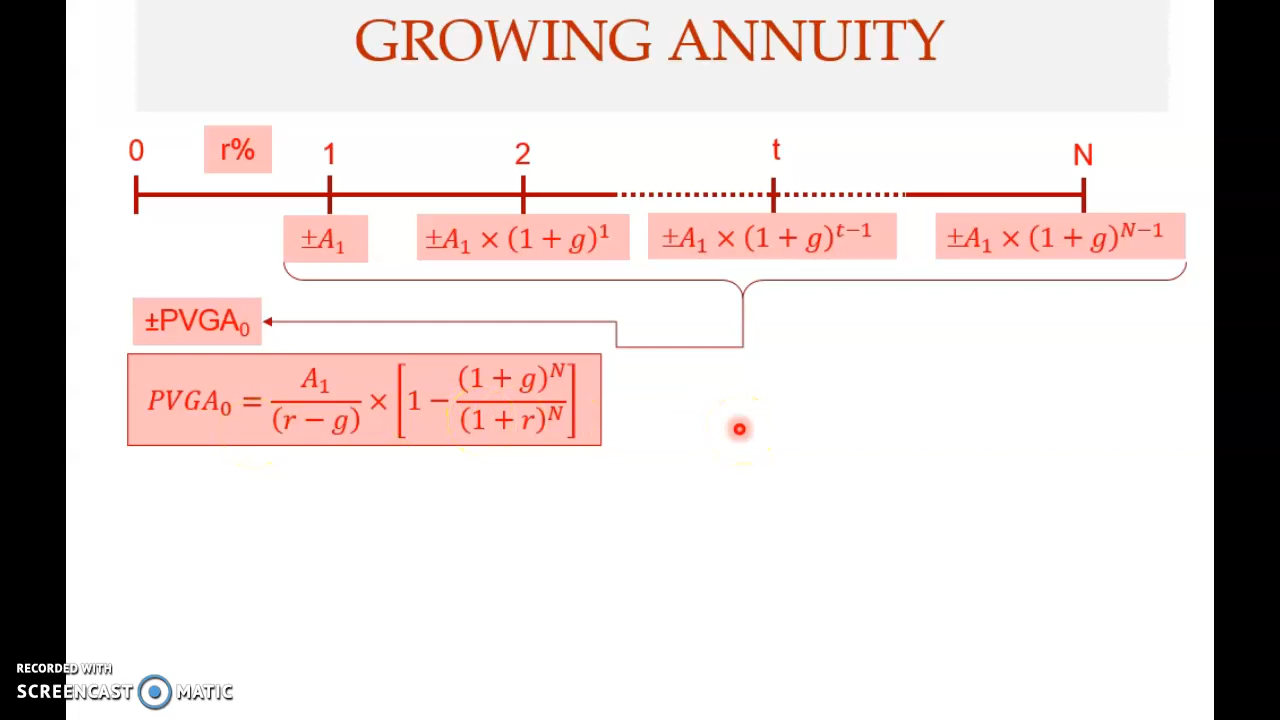 GROWING ANNUITY
0 r% 1 2 t N
±A₁ ±A₁ × (1 + g)¹ ±A₁ × (1 + g)ᵗ⁻¹ ±A₁ × (1 + g)ᴺ⁻¹
±PVGA₀
PVGA₀ = A₁/(r − g) × [1 − (1 + g)ᴺ/(1 + r)ᴺ]
RECORDED WITH
SCREENCAST MATIC